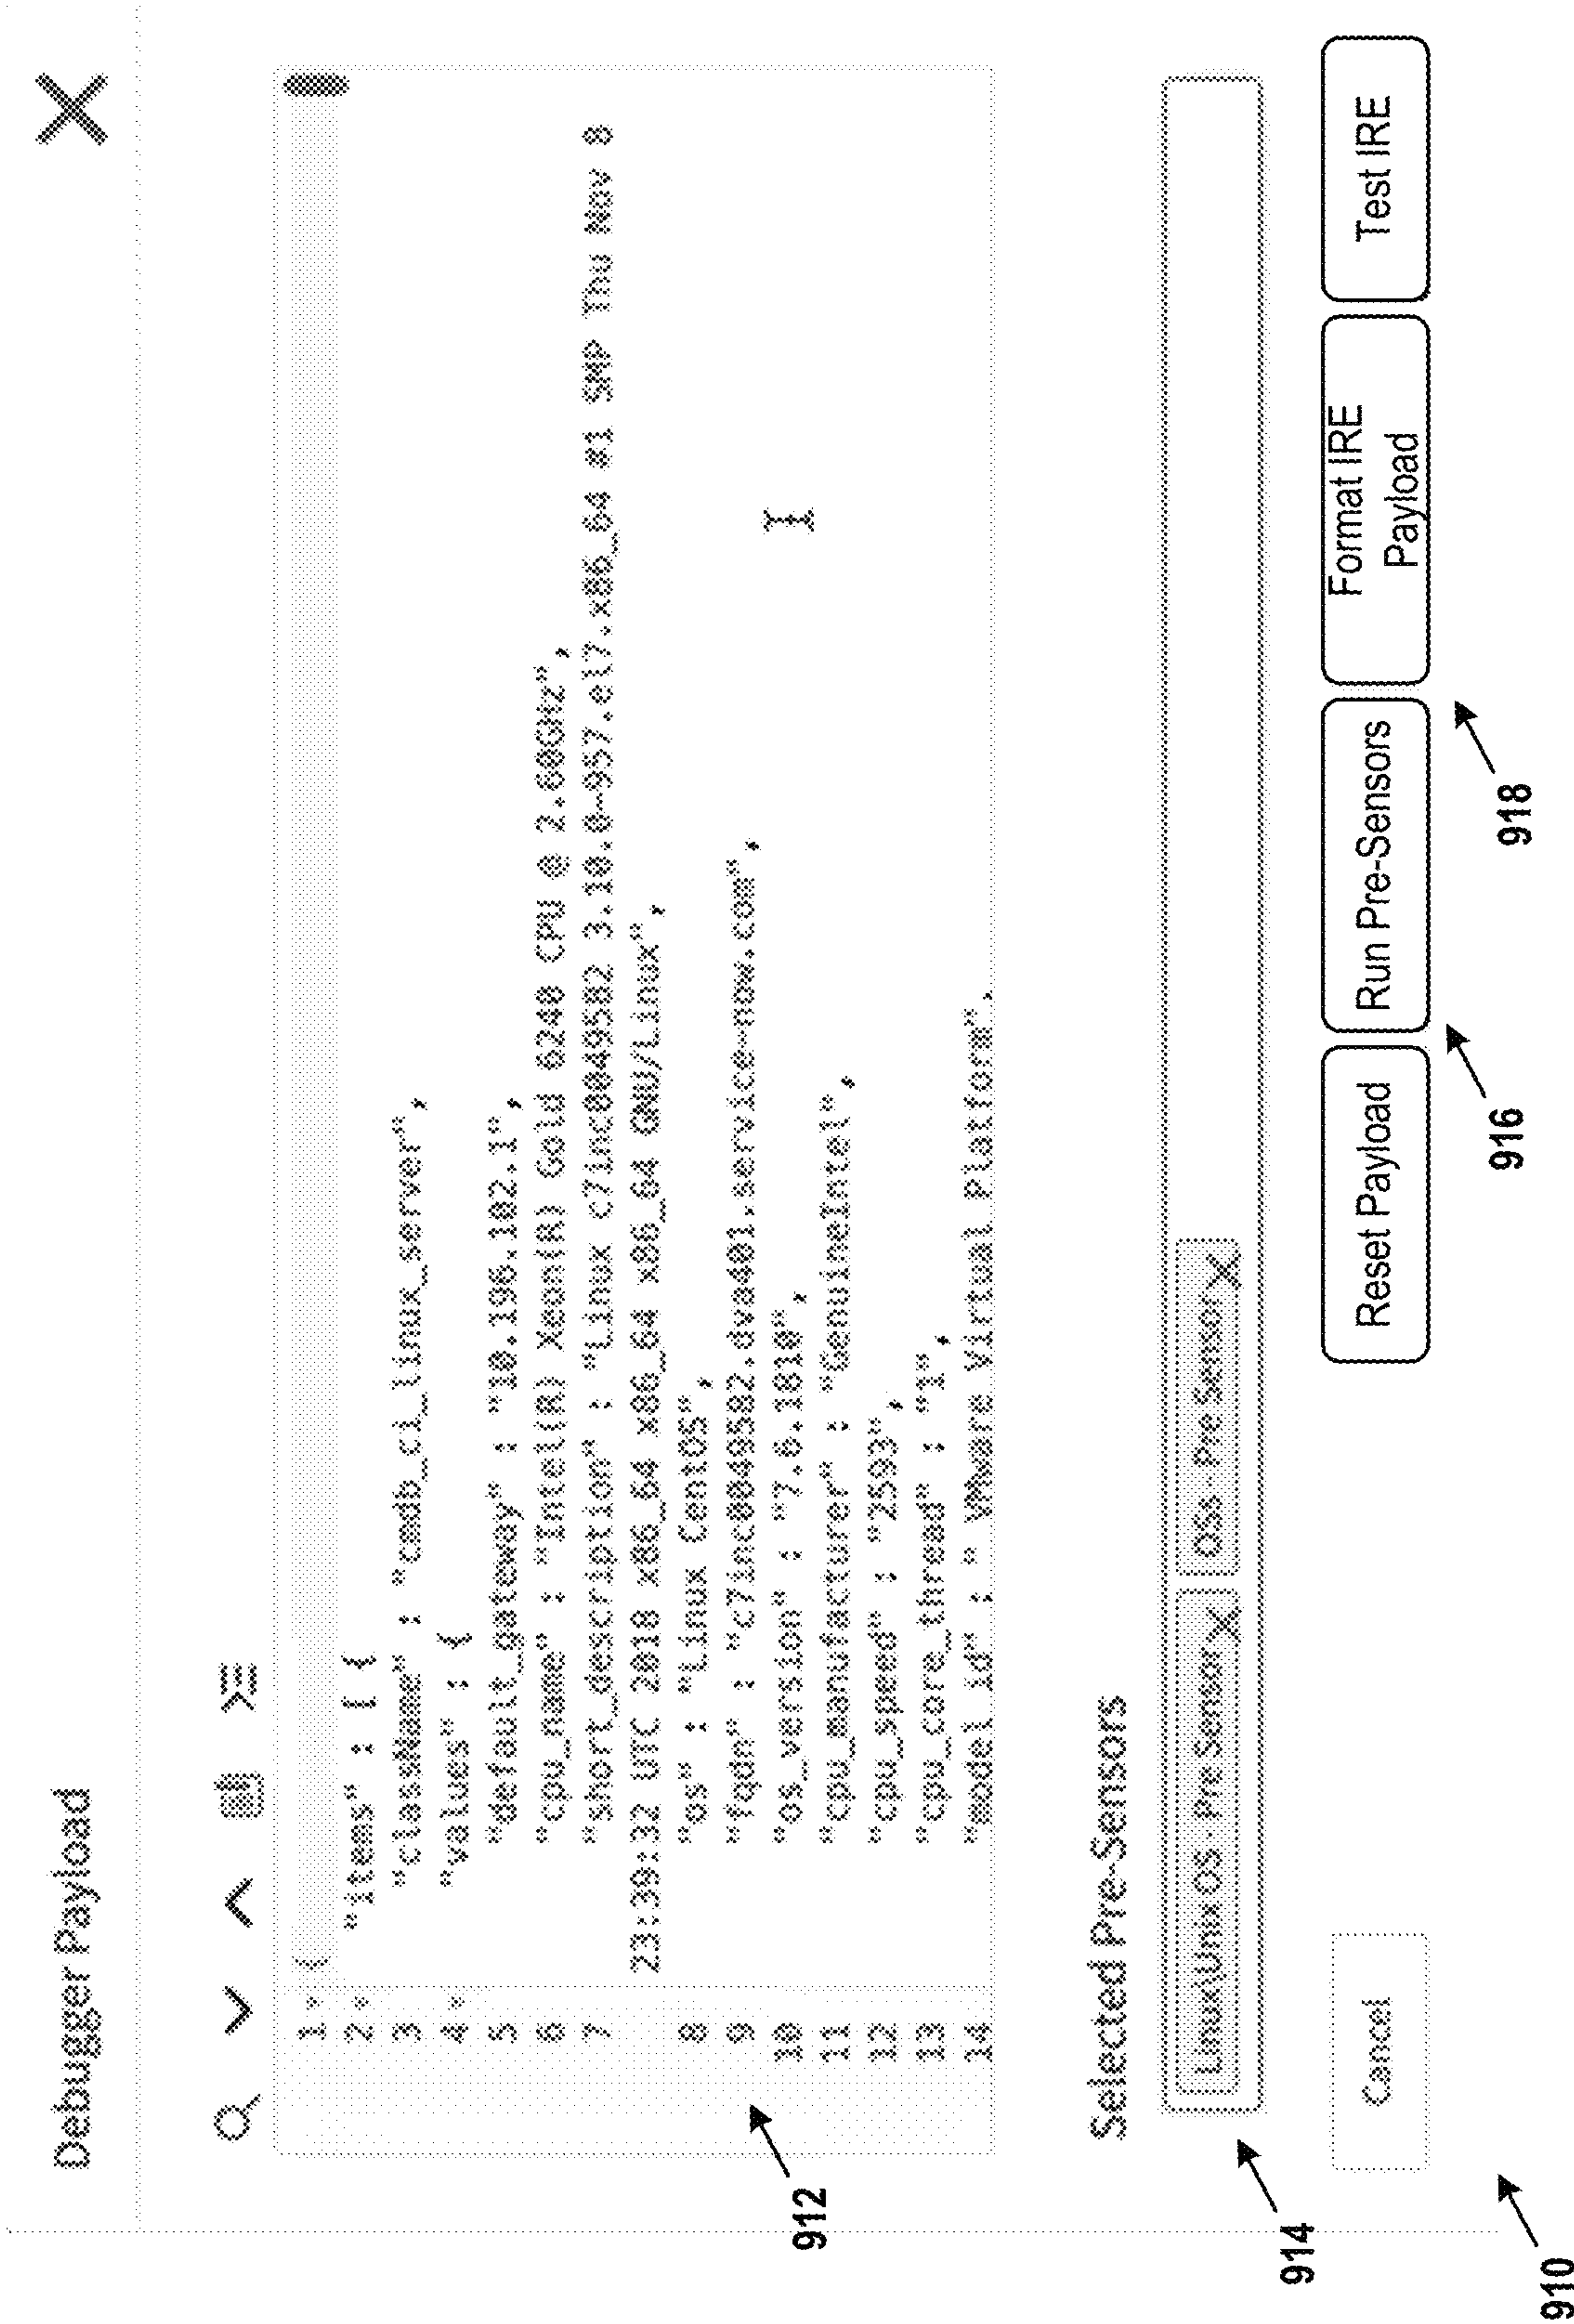 Debugger Payload
1 {
2 "items" : [ {
3 "className" : "cmdb_ci_linux_server",
4 "values" : {
5 "default_gateway" : "10.196.102.1",
6 "cpu_name" : "Intel(R) Xeon(R) Gold 6240 CPU @ 2.60GHz",
7 "short_description" : "Linux c7inc0049582 3.10.0-957.el7.x86_64 #1 SMP Thu Nov 8
23:39:32 UTC 2018 x86_64 x86_64 x86_64 GNU/Linux",
8 "os" : "Linux CentOS",
9 "fqdn" : "c7inc0049582.dva401.service-now.com",
10 "os_version" : "7.6.1810",
11 "cpu_manufacturer" : "GenuineIntel",
12 "cpu_speed" : "2593",
13 "cpu_core_thread" : "1",
14 "model_id" : " VMware Virtual Platform",
912
Selected Pre-Sensors
Linux\Unix OS - Pre Sensor X OSs - Pre Sensor X
914
Cancel Reset Payload Run Pre-Sensors Format IRE Payload Test IRE
910 916 918